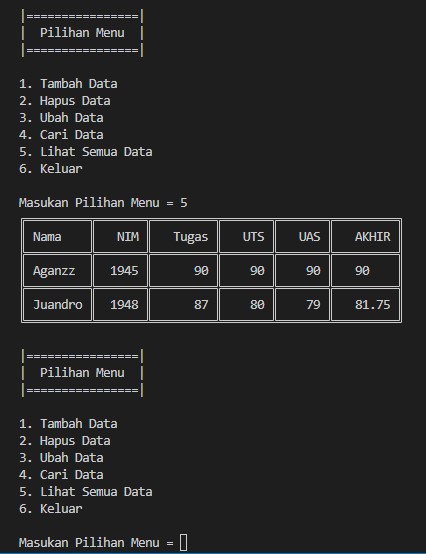 |================|
|  Pilihan Menu  |
|================|
1. Tambah Data
2. Hapus Data
3. Ubah Data
4. Cari Data
5. Lihat Semua Data
6. Keluar
Masukan Pilihan Menu = 5
Nama NIM Tugas UTS UAS AKHIR
Aganzz 1945 90 90 90 90
Juandro 1948 87 80 79 81.75
|================|
|  Pilihan Menu  |
|================|
1. Tambah Data
2. Hapus Data
3. Ubah Data
4. Cari Data
5. Lihat Semua Data
6. Keluar
Masukan Pilihan Menu =